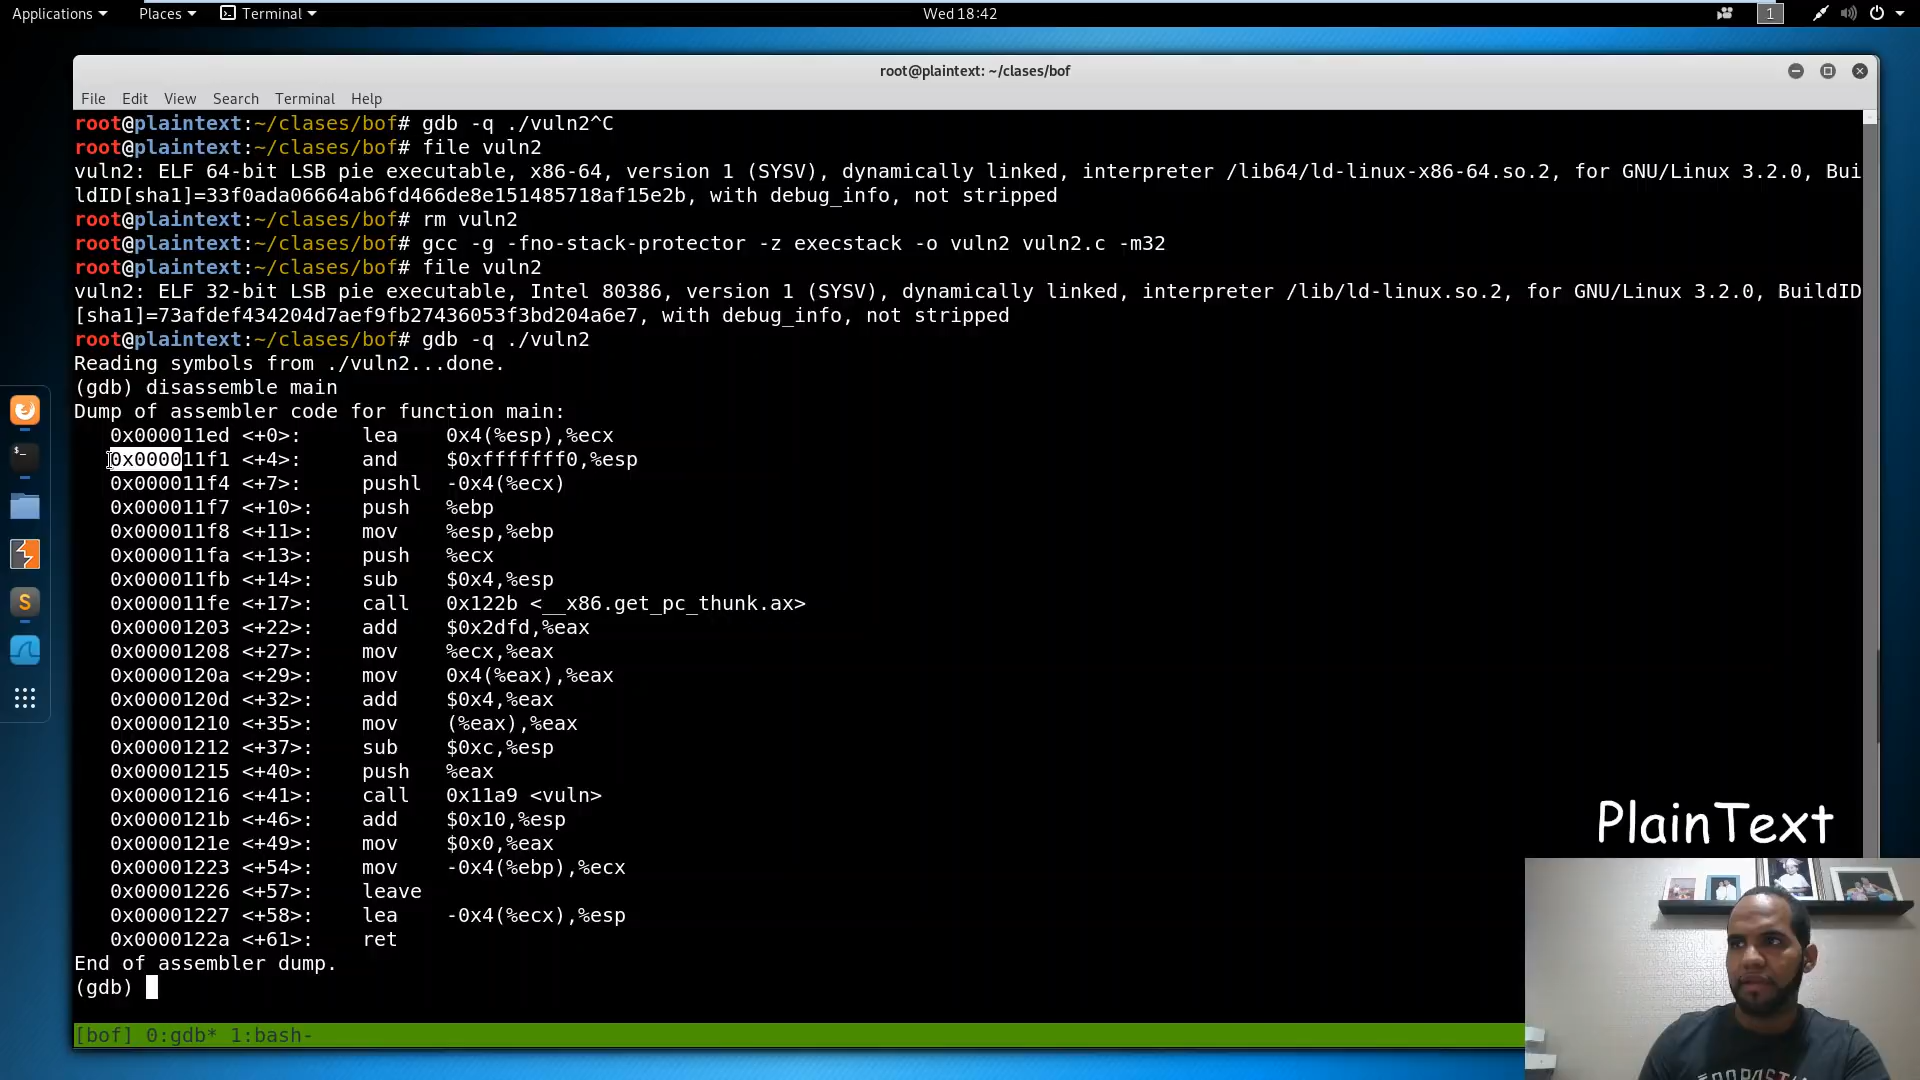 Applications Places Terminal Wed 18:42 1
root@plaintext: ~/clases/bof
File Edit View Search Terminal Help
root@plaintext:~/clases/bof# gdb -q ./vuln2^C
root@plaintext:~/clases/bof# file vuln2
vuln2: ELF 64-bit LSB pie executable, x86-64, version 1 (SYSV), dynamically linked, interpreter /lib64/ld-linux-x86-64.so.2, for GNU/Linux 3.2.0, Bui
ldID[sha1]=33f0ada06664ab6fd466de8e151485718af15e2b, with debug_info, not stripped
root@plaintext:~/clases/bof# rm vuln2
root@plaintext:~/clases/bof# gcc -g -fno-stack-protector -z execstack -o vuln2 vuln2.c -m32
root@plaintext:~/clases/bof# file vuln2
vuln2: ELF 32-bit LSB pie executable, Intel 80386, version 1 (SYSV), dynamically linked, interpreter /lib/ld-linux.so.2, for GNU/Linux 3.2.0, BuildID
[sha1]=73afdef434204d7aef9fb27436053f3bd204a6e7, with debug_info, not stripped
root@plaintext:~/clases/bof# gdb -q ./vuln2
Reading symbols from ./vuln2...done.
(gdb) disassemble main
Dump of assembler code for function main:
0x000011ed <+0>: lea 0x4(%esp),%ecx
0x000011f1 <+4>: and $0xfffffff0,%esp
0x000011f4 <+7>: pushl -0x4(%ecx)
0x000011f7 <+10>: push %ebp
0x000011f8 <+11>: mov %esp,%ebp
0x000011fa <+13>: push %ecx
0x000011fb <+14>: sub $0x4,%esp
0x000011fe <+17>: call 0x122b <__x86.get_pc_thunk.ax>
0x00001203 <+22>: add $0x2dfd,%eax
0x00001208 <+27>: mov %ecx,%eax
0x0000120a <+29>: mov 0x4(%eax),%eax
0x0000120d <+32>: add $0x4,%eax
0x00001210 <+35>: mov (%eax),%eax
0x00001212 <+37>: sub $0xc,%esp
0x00001215 <+40>: push %eax
0x00001216 <+41>: call 0x11a9 <vuln>
0x0000121b <+46>: add $0x10,%esp
0x0000121e <+49>: mov $0x0,%eax
0x00001223 <+54>: mov -0x4(%ebp),%ecx
0x00001226 <+57>: leave
0x00001227 <+58>: lea -0x4(%ecx),%esp
0x0000122a <+61>: ret
End of assembler dump.
(gdb)
[bof] 0:gdb* 1:bash-
PlainText